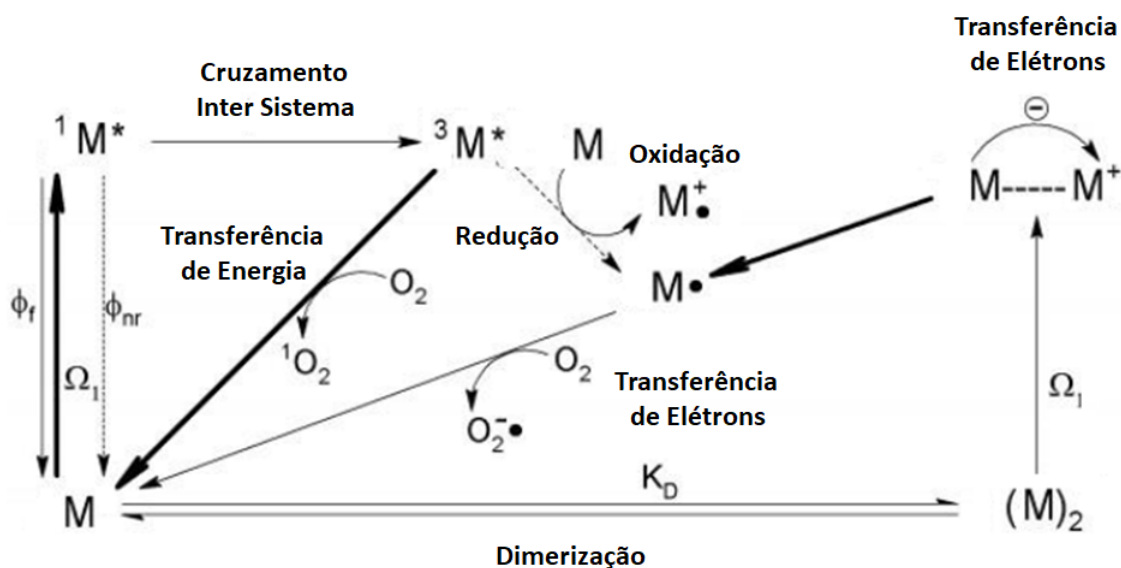 Transferência
de Elétrons
Cruzamento
Inter Sistema
⊖
¹M*
³M*
M
Oxidação
M-----M⁺
M⁺•
Transferência
de Energia
Redução
O₂
M•
ϕf
ϕnr
Ω₁
¹O₂
O₂
Transferência
de Elétrons
Ω₁
O₂⁻•
K_D
M
(M)₂
Dimerização